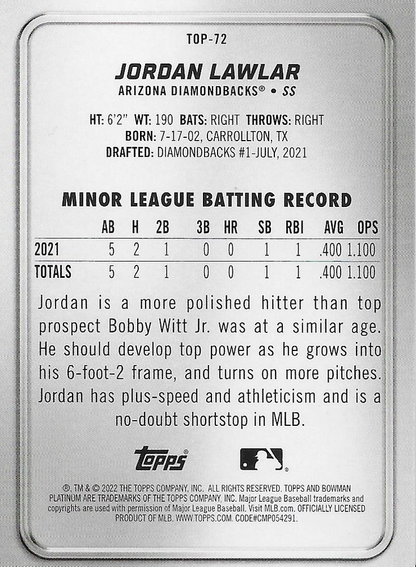 TOP-72
JORDAN LAWLAR
ARIZONA DIAMONDBACKS® • SS
HT: 6'2" WT: 190 BATS: RIGHT THROWS: RIGHT
BORN: 7-17-02, CARROLLTON, TX
DRAFTED: DIAMONDBACKS #1-JULY, 2021
MINOR LEAGUE BATTING RECORD
AB H 2B 3B HR SB RBI AVG OPS
2021 5 2 1 0 0 1 1 .400 1.100
TOTALS 5 2 1 0 0 1 1 .400 1.100
Jordan is a more polished hitter than top
prospect Bobby Witt Jr. was at a similar age.
He should develop top power as he grows into
his 6-foot-2 frame, and turns on more pitches.
Jordan has plus-speed and athleticism and is a
no-doubt shortstop in MLB.
topps®
®, TM & © 2022 THE TOPPS COMPANY, INC. ALL RIGHTS RESERVED. TOPPS AND BOWMAN
PLATINUM ARE TRADEMARKS OF THE TOPPS COMPANY, INC. Major League Baseball trademarks and
copyrights are used with permission of Major League Baseball. Visit MLB.com. OFFICIALLY LICENSED
PRODUCT OF MLB. WWW.TOPPS.COM. CODE#CMP054291.